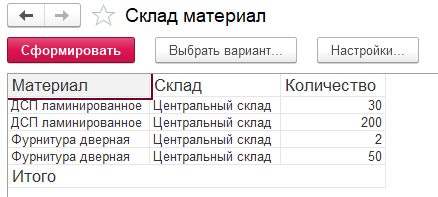 Склад материал
Сформировать Выбрать вариант... Настройки...
Материал Склад Количество
ДСП ламинированное Центральный склад 30
ДСП ламинированное Центральный склад 200
Фурнитура дверная Центральный склад 2
Фурнитура дверная Центральный склад 50
Итого